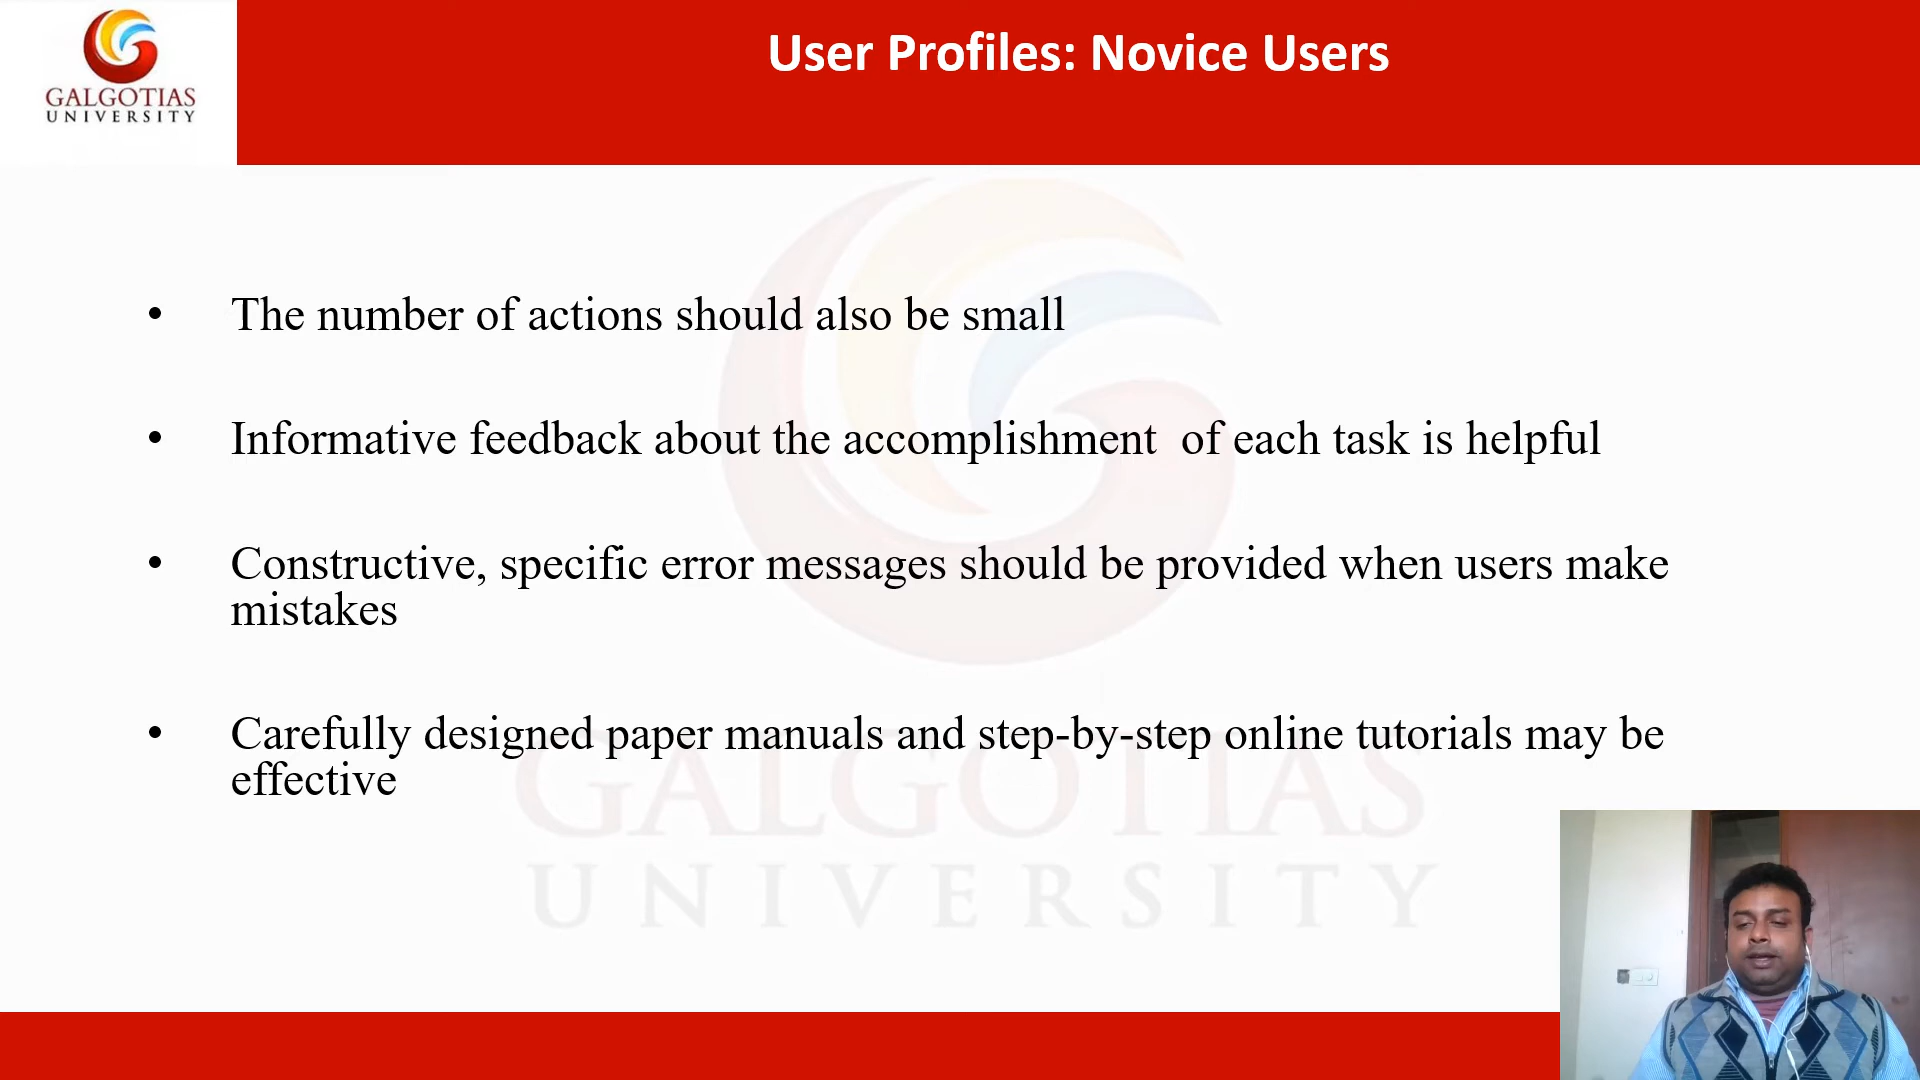 GALGOTIAS
UNIVERSITY
User Profiles: Novice Users
• The number of actions should also be small
• Informative feedback about the accomplishment  of each task is helpful
• Constructive, specific error messages should be provided when users make
mistakes
• Carefully designed paper manuals and step-by-step online tutorials may be
effective
GALGOTIAS
UNIVERSITY